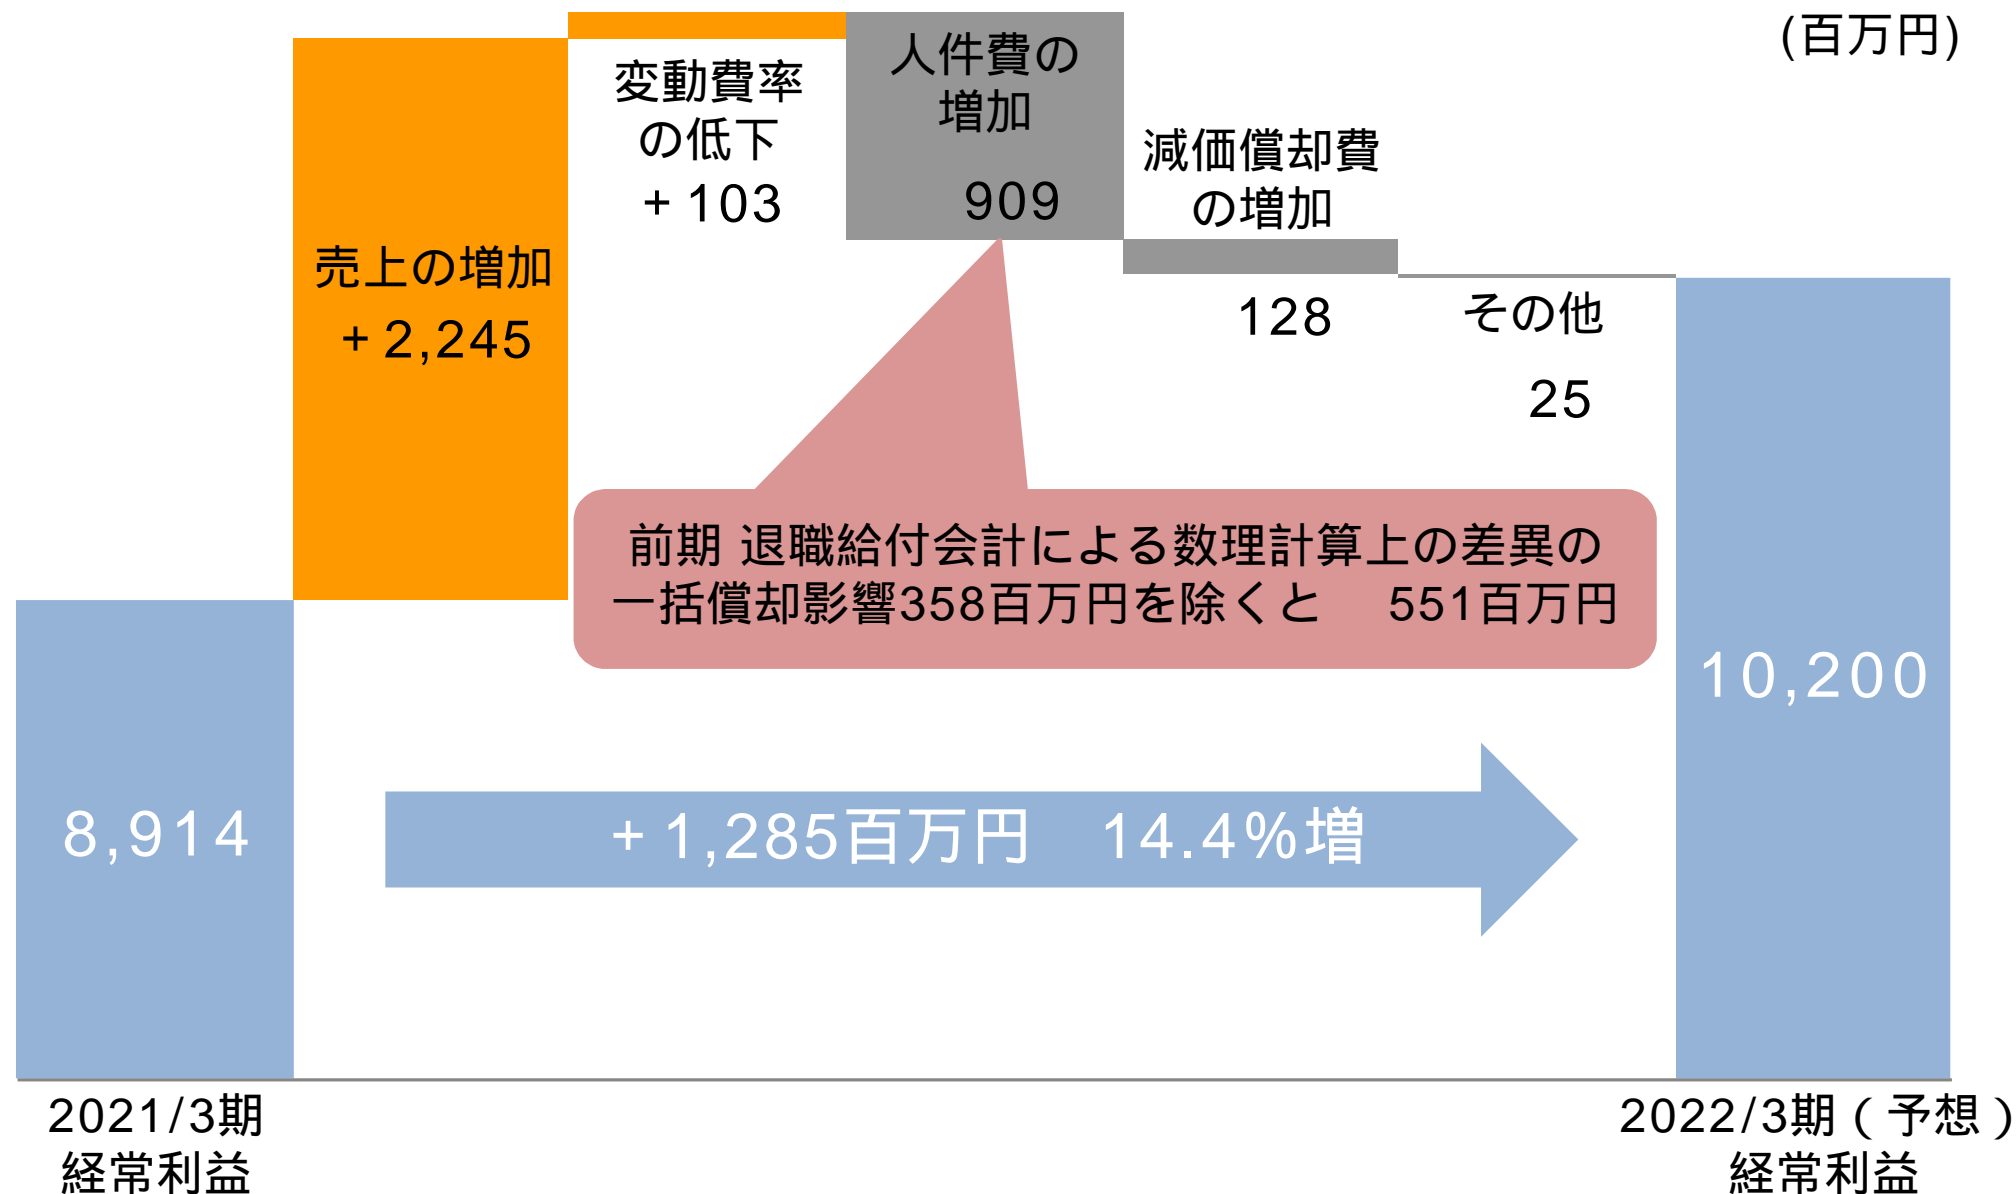 (百万円)
変動費率
の低下
+ 103
人件費の
増加
909
減価償却費
の増加
128
売上の増加
+ 2,245
その他
25
前期 退職給付会計による数理計算上の差異の
一括償却影響358百万円を除くと　551百万円
10,200
8,914
+ 1,285百万円　14.4%増
2021/3期
経常利益
2022/3期（予想）
経常利益